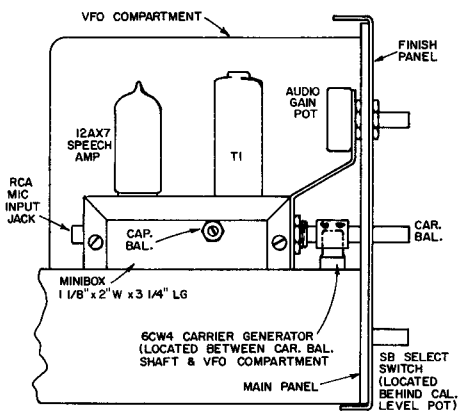 VFO COMPARTMENT
FINISH
PANEL
AUDIO
GAIN
POT
12AX7
SPEECH
AMP
T1
RCA
MIC
INPUT
JACK
CAP.
BAL.
CAR.
BAL.
MINIBOX
1 1/8" x 2" W x 3 1/4" LG
6CW4 CARRIER GENERATOR
(LOCATED BETWEEN CAR. BAL.
SHAFT & VFO COMPARTMENT
MAIN PANEL
SB SELECT
SWITCH
(LOCATED
BEHIND CAL.
LEVEL POT)